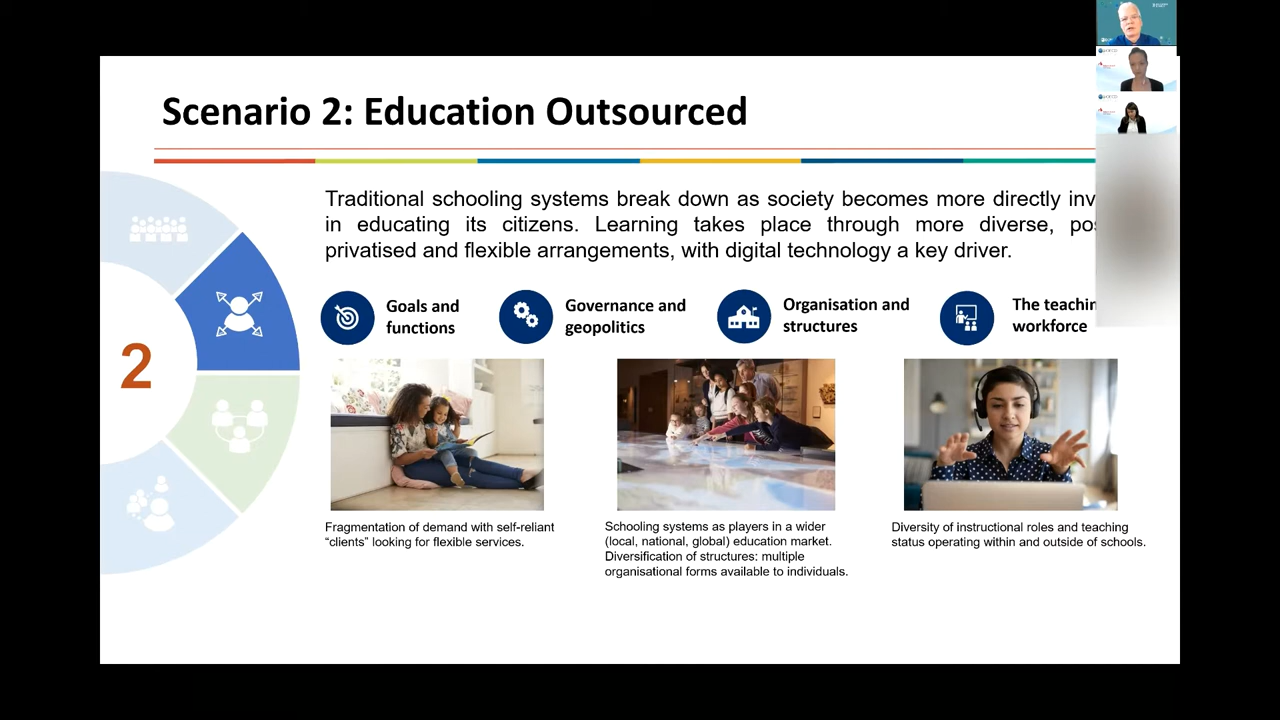 Scenario 2: Education Outsourced
Traditional schooling systems break down as society becomes more directly
in educating its citizens. Learning takes place through more diverse,
privatised and flexible arrangements, with digital technology a key driver.
2
Goals and
functions
Governance and
geopolitics
Organisation and
structures
The
workforce
Fragmentation of demand with self-reliant
“clients” looking for flexible services.
Schooling systems as players in a wider
(local, national, global) education market.
Diversification of structures: multiple
organisational forms available to individuals.
Diversity of instructional roles and teaching
status operating within and outside of schools.